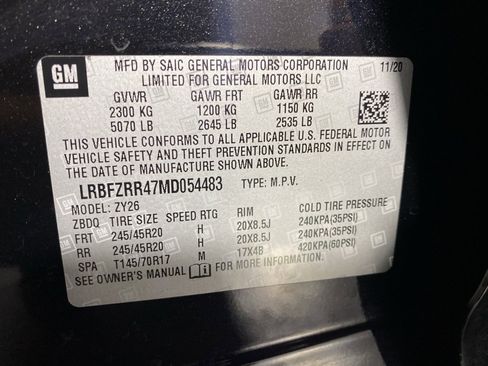 GM
MFD BY SAIC GENERAL MOTORS CORPORATION 11/20
LIMITED FOR GENERAL MOTORS LLC
GVWR GAWR FRT GAWR RR
2300 KG 1200 KG 1150 KG
5070 LB 2645 LB 2535 LB
THIS VEHICLE CONFORMS TO ALL APPLICABLE U.S. FEDERAL MOTOR
VEHICLE SAFETY AND THEFT PREVENTION STANDARDS IN EFFECT ON
THE DATE OF MANUFACTURE SHOWN ABOVE.
LRBFZRR47MD054483 TYPE: M.P.V.
MODEL: ZY26
ZBDQ TIRE SIZE SPEED RTG RIM COLD TIRE PRESSURE
FRT 245/45R20 H 20X8.5J 240KPA(35PSI)
RR 245/45R20 H 20X8.5J 240KPA(35PSI)
SPA T145/70R17 M 17X4B 420KPA(60PSI)
SEE OWNER'S MANUAL FOR MORE INFORMATION.